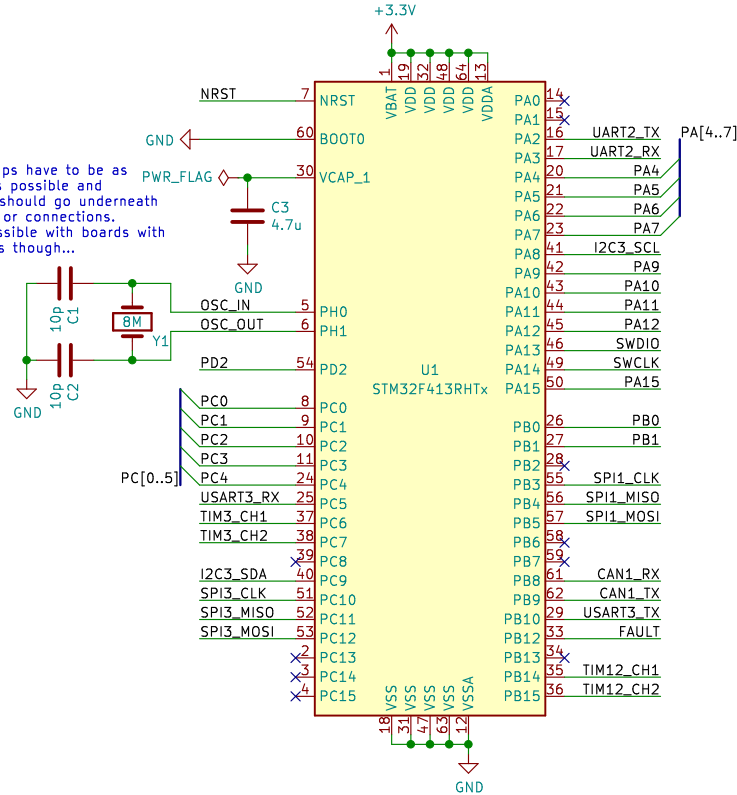 +3.3V
1 19 32 48 64 13
VBAT VDD VDD VDD VDD VDDA
NRST 7 NRST
GND 60 BOOT0
PWR_FLAG 30 VCAP_1
C3
4.7u
GND
ps have to be as
s possible and
should go underneath
or connections.
ssible with boards with
s though...
10p C1
8M
Y1
10p C2
GND
OSC_IN 5 PH0
OSC_OUT 6 PH1
PD2 54 PD2
PC0 8 PC0
PC1 9 PC1
PC2 10 PC2
PC3 11 PC3
PC[0..5] PC4 24 PC4
USART3_RX 25 PC5
TIM3_CH1 37 PC6
TIM3_CH2 38 PC7
39 PC8
I2C3_SDA 40 PC9
SPI3_CLK 51 PC10
SPI3_MISO 52 PC11
SPI3_MOSI 53 PC12
2 PC13
3 PC14
4 PC15
U1
STM32F413RHTx
PA0 14
PA1 15
PA2 16 UART2_TX PA[4..7]
PA3 17 UART2_RX
PA4 20 PA4
PA5 21 PA5
PA6 22 PA6
PA7 23 PA7
PA8 41 I2C3_SCL
PA9 42 PA9
PA10 43 PA10
PA11 44 PA11
PA12 45 PA12
PA13 46 SWDIO
PA14 49 SWCLK
PA15 50 PA15
PB0 26 PB0
PB1 27 PB1
PB2 28
PB3 55 SPI1_CLK
PB4 56 SPI1_MISO
PB5 57 SPI1_MOSI
PB6 58
PB7 59
PB8 61 CAN1_RX
PB9 62 CAN1_TX
PB10 29 USART3_TX
PB12 33 FAULT
PB13 34
PB14 35 TIM12_CH1
PB15 36 TIM12_CH2
VSS VSS VSS VSS VSSA
18 31 47 63 12
GND